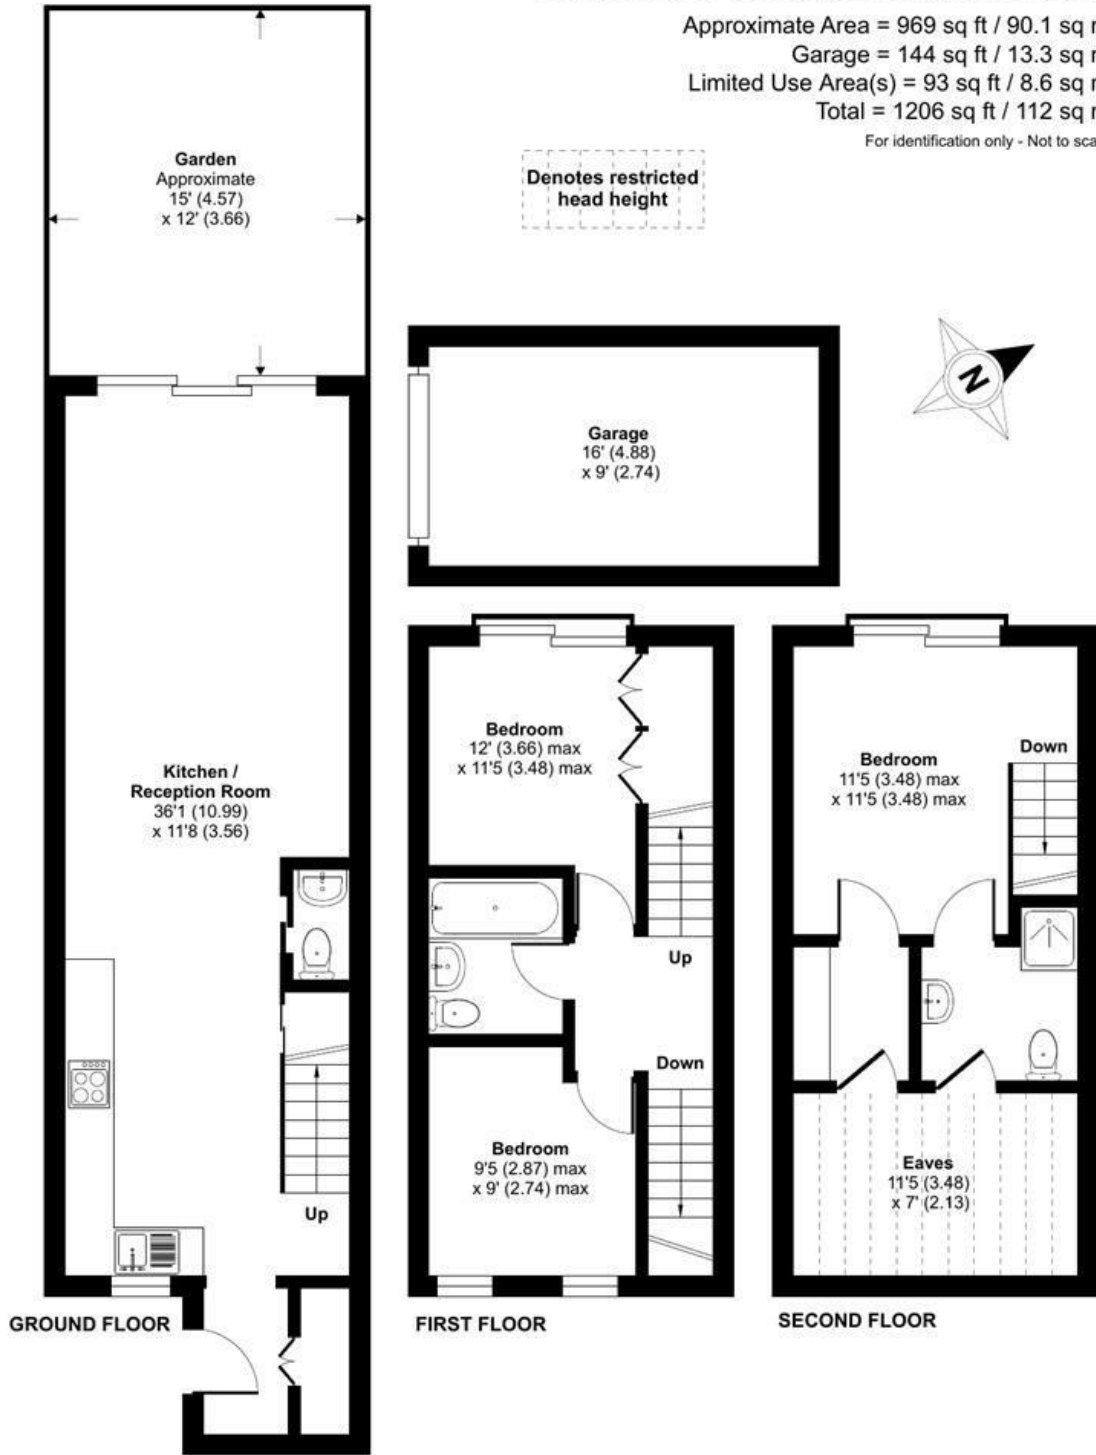 Approximate Area = 969 sq ft / 90.1 sq
Garage = 144 sq ft / 13.3 sq
Limited Use Area(s) = 93 sq ft / 8.6 sq
Total = 1206 sq ft / 112 sq
For identification only - Not to
Denotes restricted
head height
Garden
Approximate
15' (4.57)
x 12' (3.66)
N
Garage
16' (4.88)
x 9' (2.74)
Kitchen /
Reception Room
36'1 (10.99)
x 11'8 (3.56)
Up
GROUND FLOOR
Bedroom
12' (3.66) max
x 11'5 (3.48) max
Up
Down
Bedroom
9'5 (2.87) max
x 9' (2.74) max
FIRST FLOOR
Bedroom
11'5 (3.48) max
x 11'5 (3.48) max
Down
Eaves
11'5 (3.48)
x 7' (2.13)
SECOND FLOOR